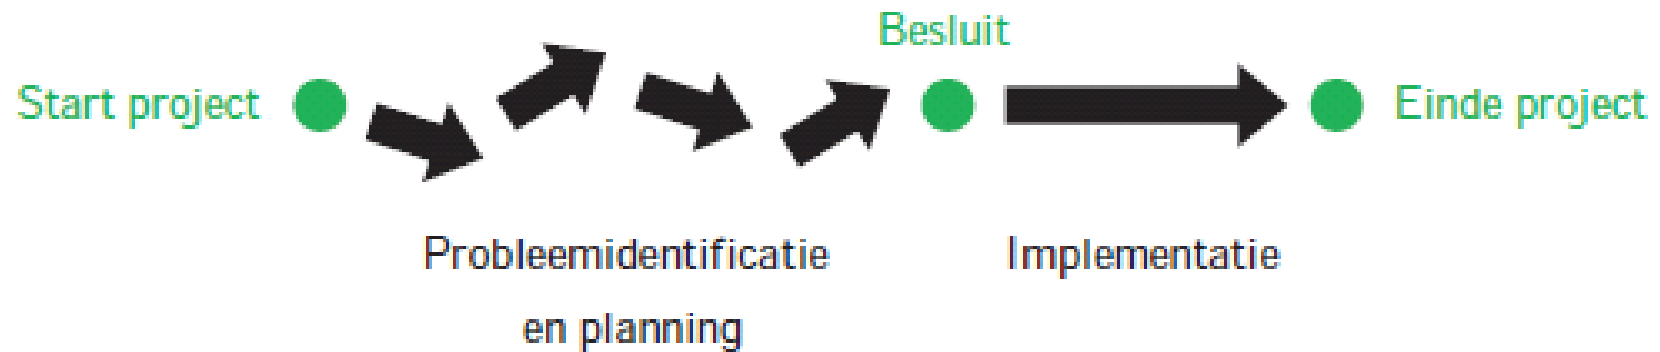 Besluit
Start project
Einde project
Probleemidentificatie
en planning
Implementatie